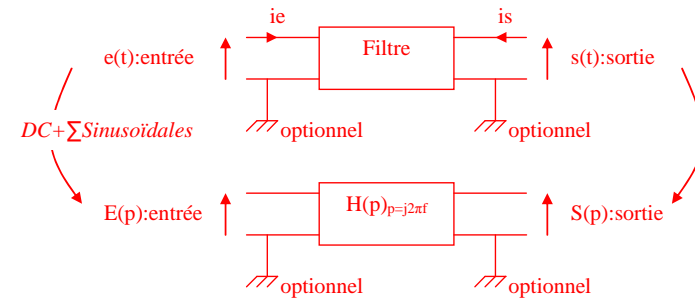 ie
is
e(t):entrée
Filtre
s(t):sortie
optionnel
optionnel
DC+∑Sinusoïdales
E(p):entrée
H(p)p=j2πf
S(p):sortie
optionnel
optionnel